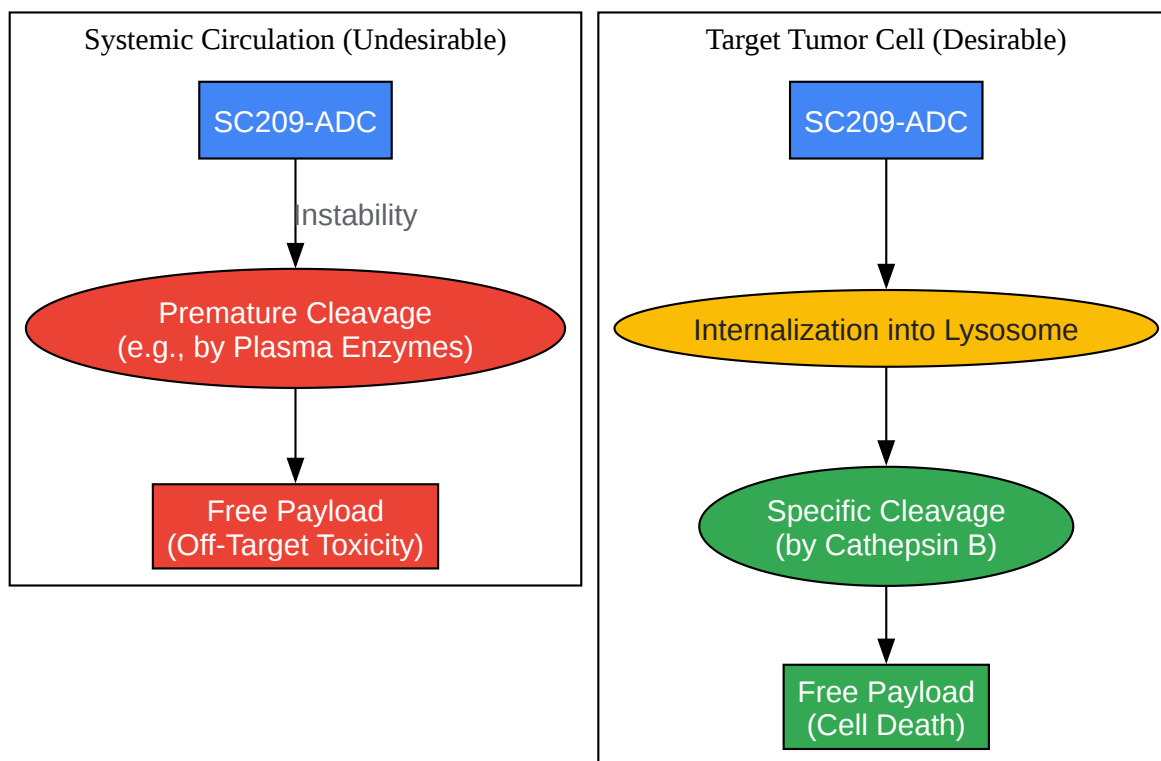 Systemic Circulation (Undesirable)
SC209-ADC
Instability
Premature Cleavage
(e.g., by Plasma Enzymes)
Free Payload
(Off-Target Toxicity)
Target Tumor Cell (Desirable)
SC209-ADC
Internalization into Lysosome
Specific Cleavage
(by Cathepsin B)
Free Payload
(Cell Death)